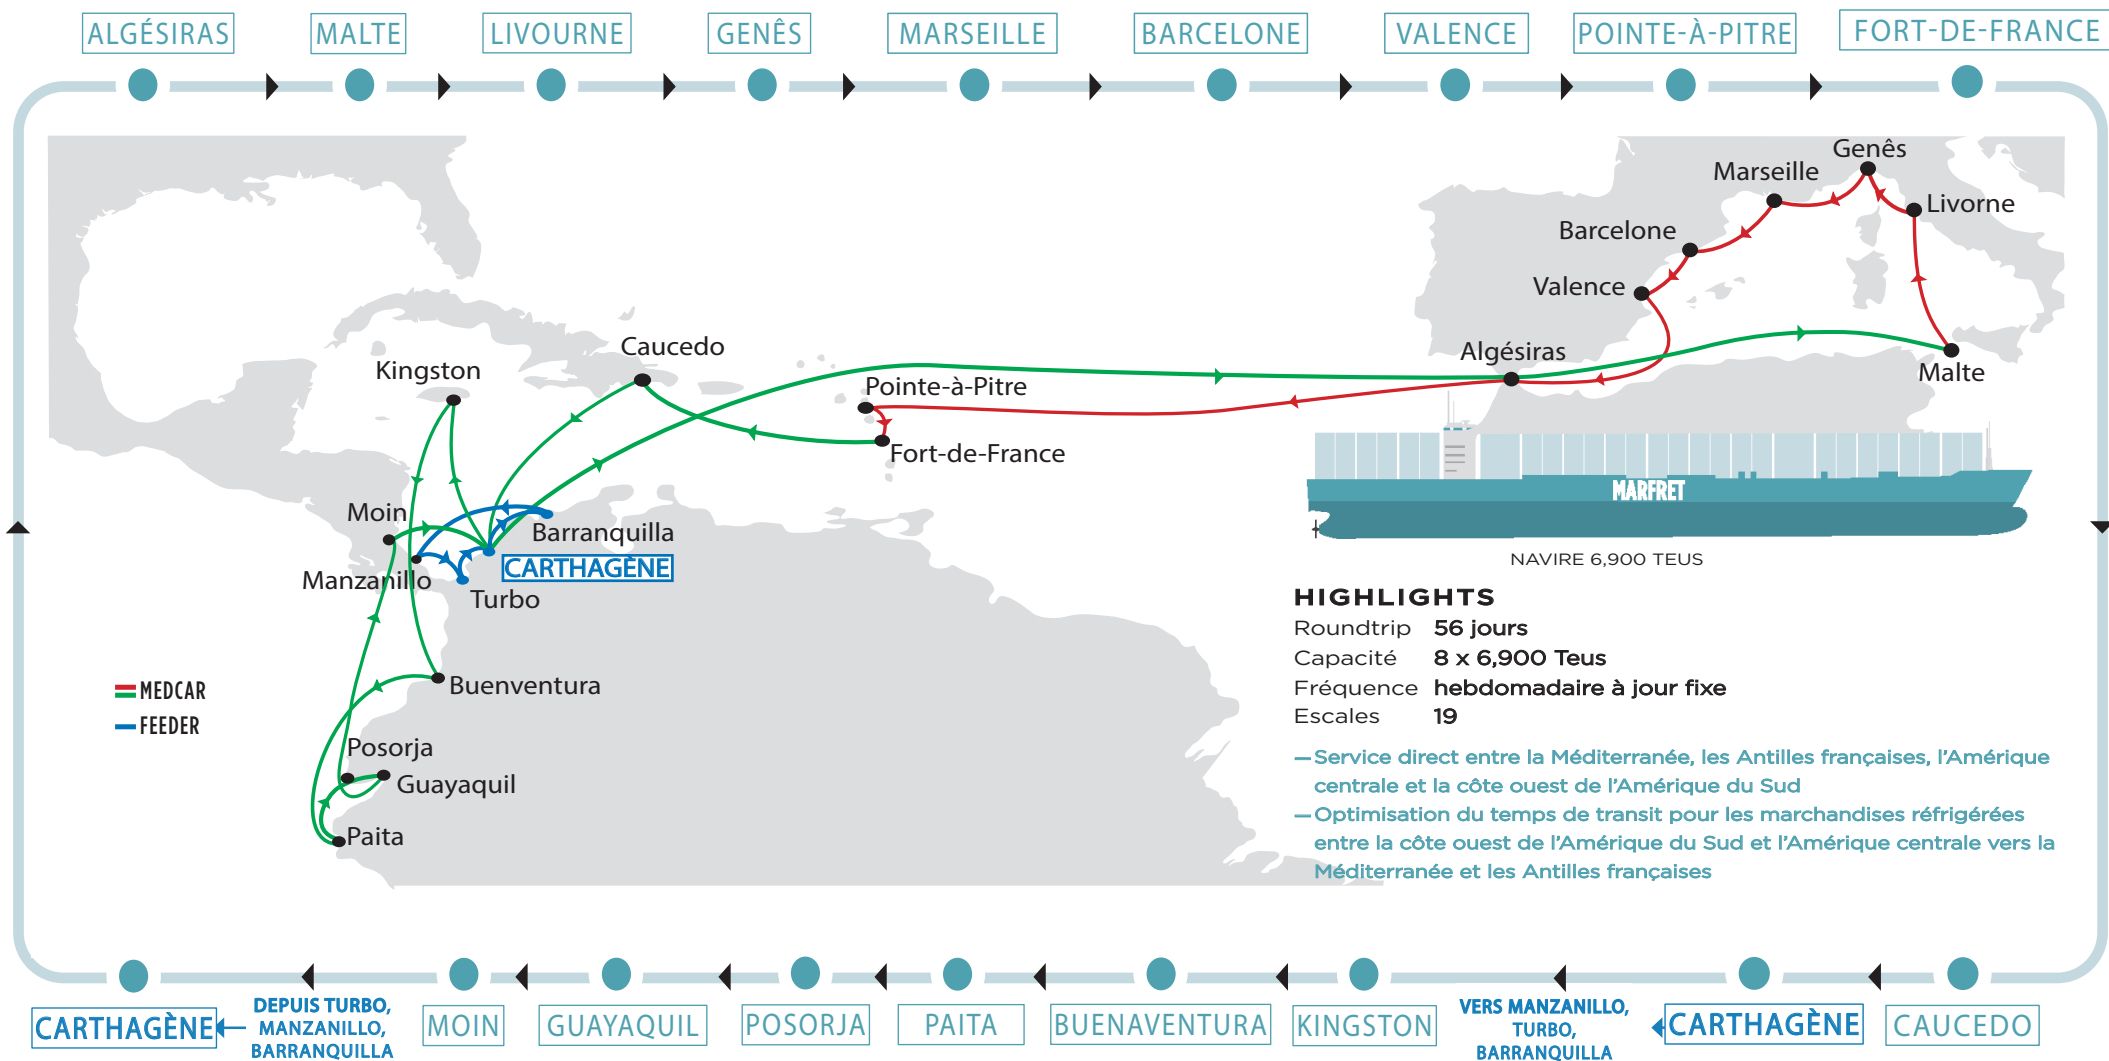 ALGÉSIRAS
MALTE
LIVOURNE
GENÊS
MARSEILLE
BARCELONE
VALENCE
POINTE-À-PITRE
FORT-DE-FRANCE
Genês
Marseille
Livorne
Barcelone
Valence
Algésiras
Malte
Caucedo
Kingston
Pointe-à-Pitre
Fort-de-France
Moin
Barranquilla
CARTHAGÈNE
Manzanillo
Turbo
Buenventura
Posorja
Guayaquil
Paita
MEDCAR
FEEDER
MARFRET
NAVIRE 6,900 TEUS
HIGHLIGHTS
Roundtrip 56 jours
Capacité 8 x 6,900 Teus
Fréquence hebdomadaire à jour fixe
Escales 19
— Service direct entre la Méditerranée, les Antilles françaises, l'Amérique
centrale et la côte ouest de l'Amérique du Sud
— Optimisation du temps de transit pour les marchandises réfrigérées
entre la côte ouest de l'Amérique du Sud et l'Amérique centrale vers la
Méditerranée et les Antilles françaises
CARTHAGÈNE
DEPUIS TURBO,
MANZANILLO,
BARRANQUILLA
MOIN
GUAYAQUIL
POSORJA
PAITA
BUENAVENTURA
KINGSTON
VERS MANZANILLO,
TURBO,
BARRANQUILLA
CARTHAGÈNE
CAUCEDO